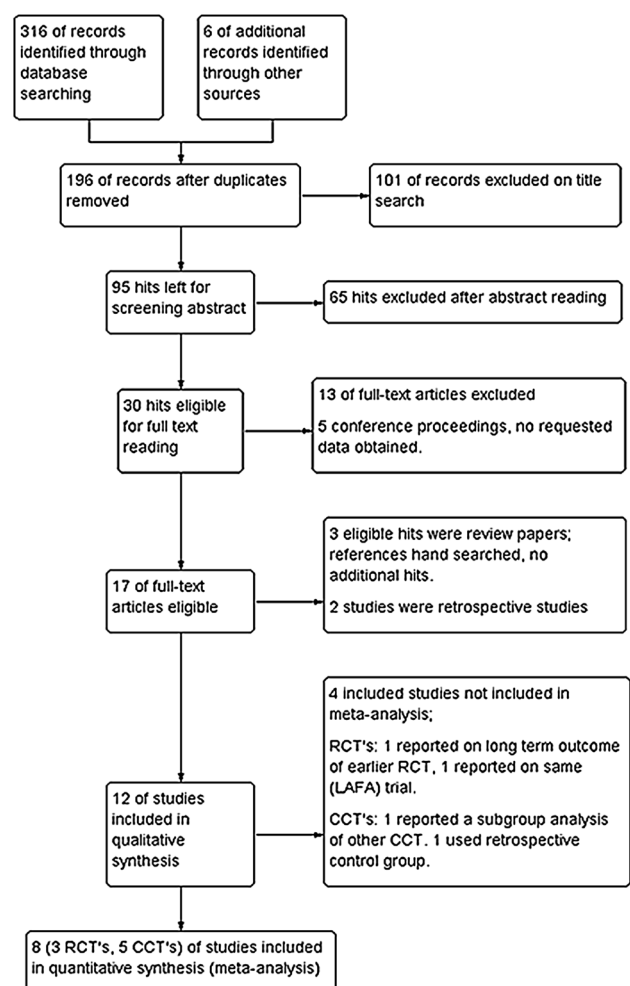 316 of records
identified through
database
searching
6 of additional
records identified
through other
sources
196 of records after duplicates
removed
101 of records excluded on title
search
95 hits left for
screening abstract
65 hits excluded after abstract reading
30 hits eligible
for full text
reading
13 of full-text articles excluded
5 conference proceedings, no requested
data obtained.
3 eligible hits were review papers;
references hand searched, no
additional hits.
2 studies were retrospective studies
17 of full-text
articles eligible
4 included studies not included in
meta-analysis;
RCT's: 1 reported on long term outcome
of earlier RCT, 1 reported on same
(LAFA) trial.
CCT's: 1 reported a subgroup analysis
of other CCT. 1 used retrospective
control group.
12 of studies
included in
qualitative
synthesis
8 (3 RCT's, 5 CCT's) of studies included
in quantitative synthesis (meta-analysis)